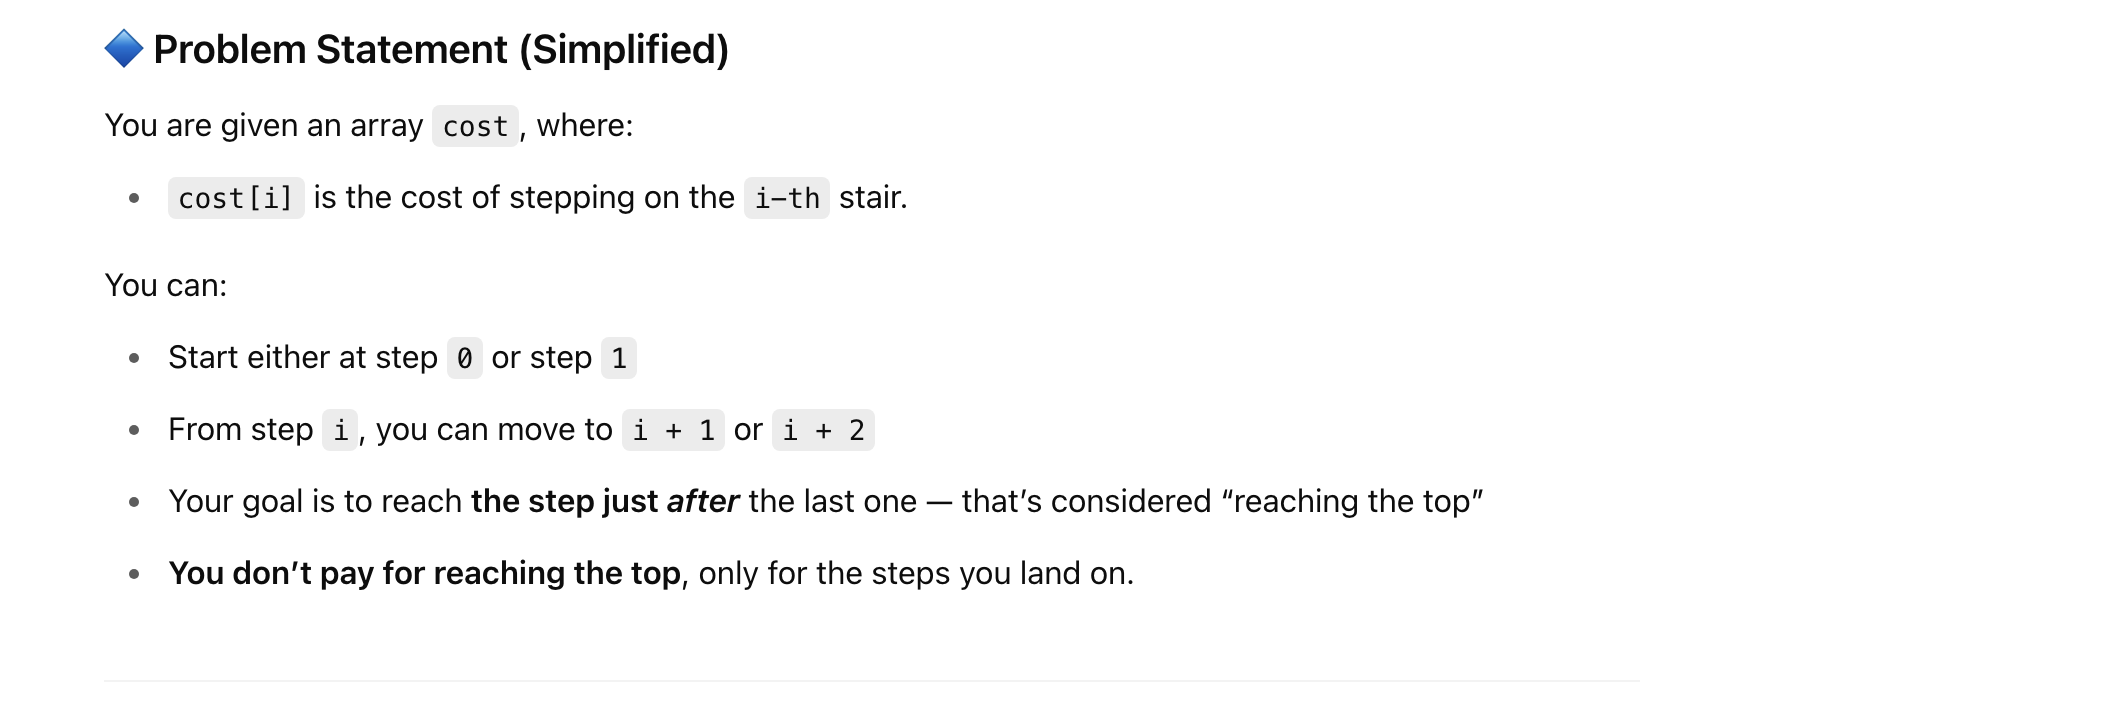 Problem Statement (Simplified)
You are given an array cost, where:
cost[i] is the cost of stepping on the i-th stair.
You can:
Start either at step 0 or step 1
From step i, you can move to i + 1 or i + 2
Your goal is to reach the step just after the last one — that’s considered “reaching the top”
You don’t pay for reaching the top, only for the steps you land on.